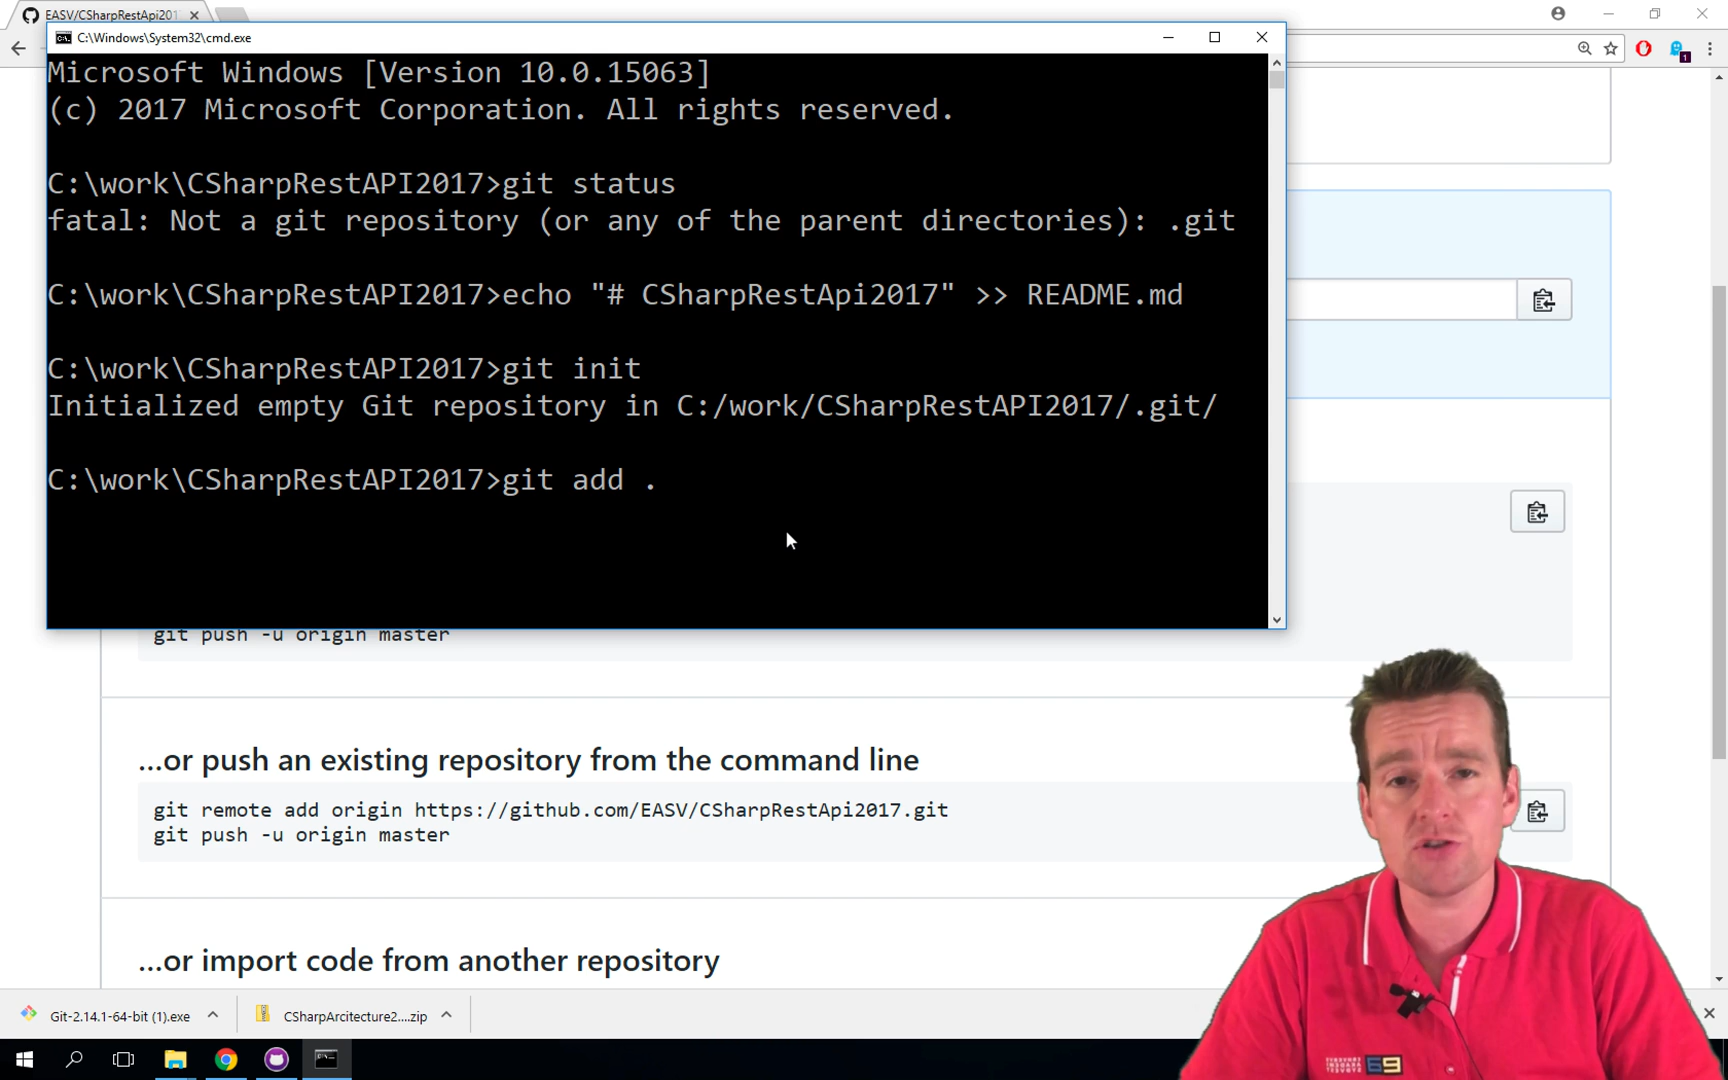 EASV/CSharpRestApi201
C:\Windows\System32\cmd.exe
Microsoft Windows [Version 10.0.15063]
(c) 2017 Microsoft Corporation. All rights reserved.
C:\work\CSharpRestAPI2017>git status
fatal: Not a git repository (or any of the parent directories): .git
C:\work\CSharpRestAPI2017>echo "# CSharpRestApi2017" >> README.md
C:\work\CSharpRestAPI2017>git init
Initialized empty Git repository in C:/work/CSharpRestAPI2017/.git/
C:\work\CSharpRestAPI2017>git add .
git push -u origin master
…or push an existing repository from the command line
git remote add origin https://github.com/EASV/CSharpRestApi2017.git
git push -u origin master
…or import code from another repository
Git-2.14.1-64-bit (1).exe
CSharpArcitecture2....zip
1